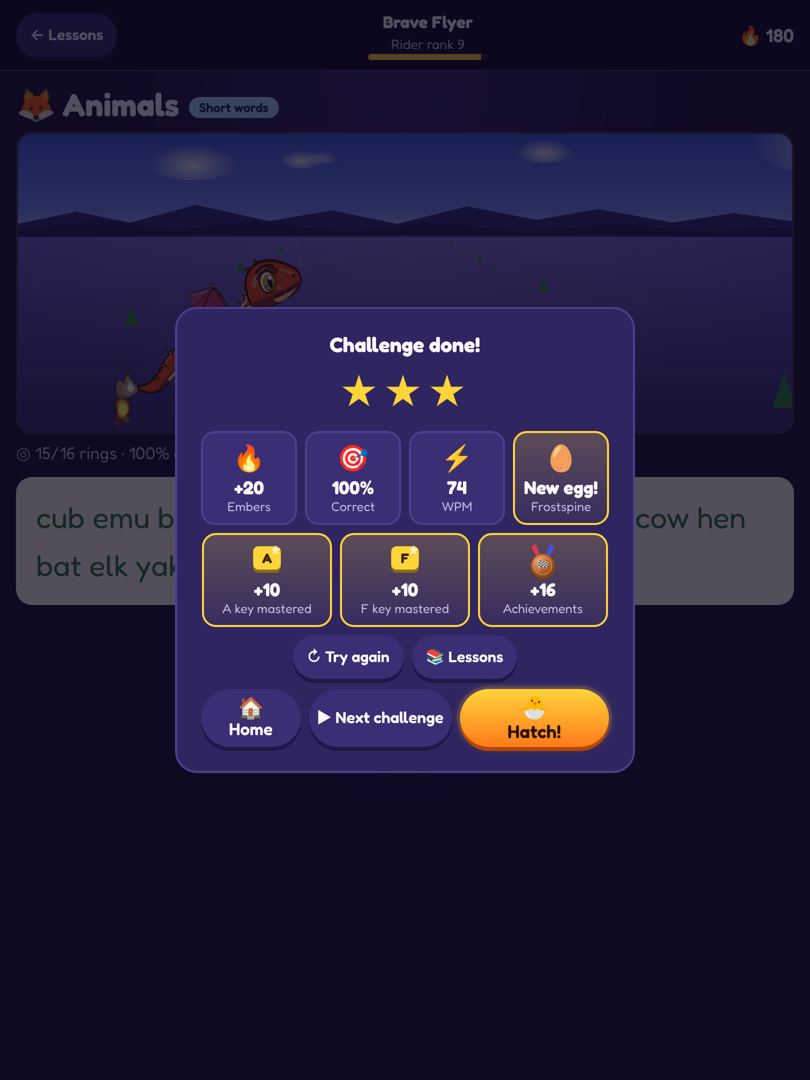 ← Lessons
Brave Flyer
Rider rank 9
180
Animals
Short words
15/16 rings · 100%
Challenge done!
+20
Embers
100%
Correct
74
WPM
New egg!
Frostspine
A
+10
A key mastered
F
+10
F key mastered
+16
Achievements
cub emu
cow hen
bat elk yak
Try again
Lessons
Home
Next challenge
Hatch!